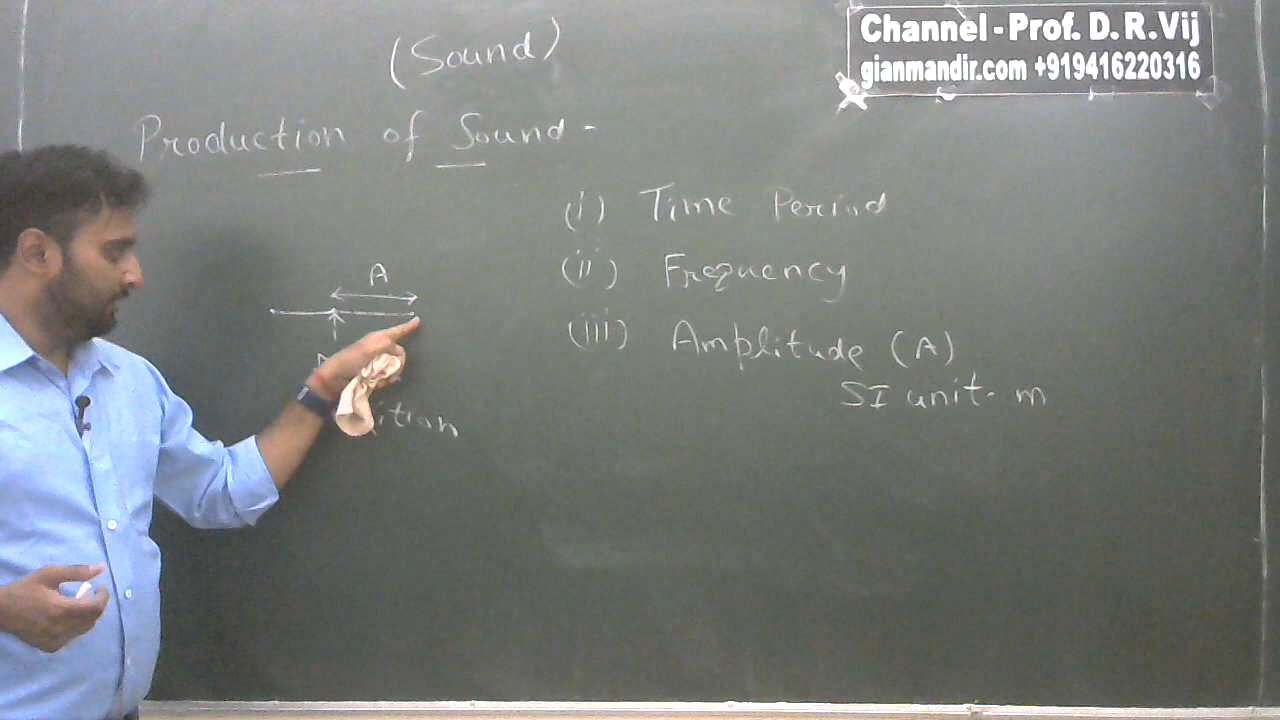 (Sound)
Channel - Prof. D. R. Vij
gianmandir.com +919416220316
Production of Sound -
(i) Time Period
(ii) Frequency
A
(iii) Amplitude (A)
SI unit - m